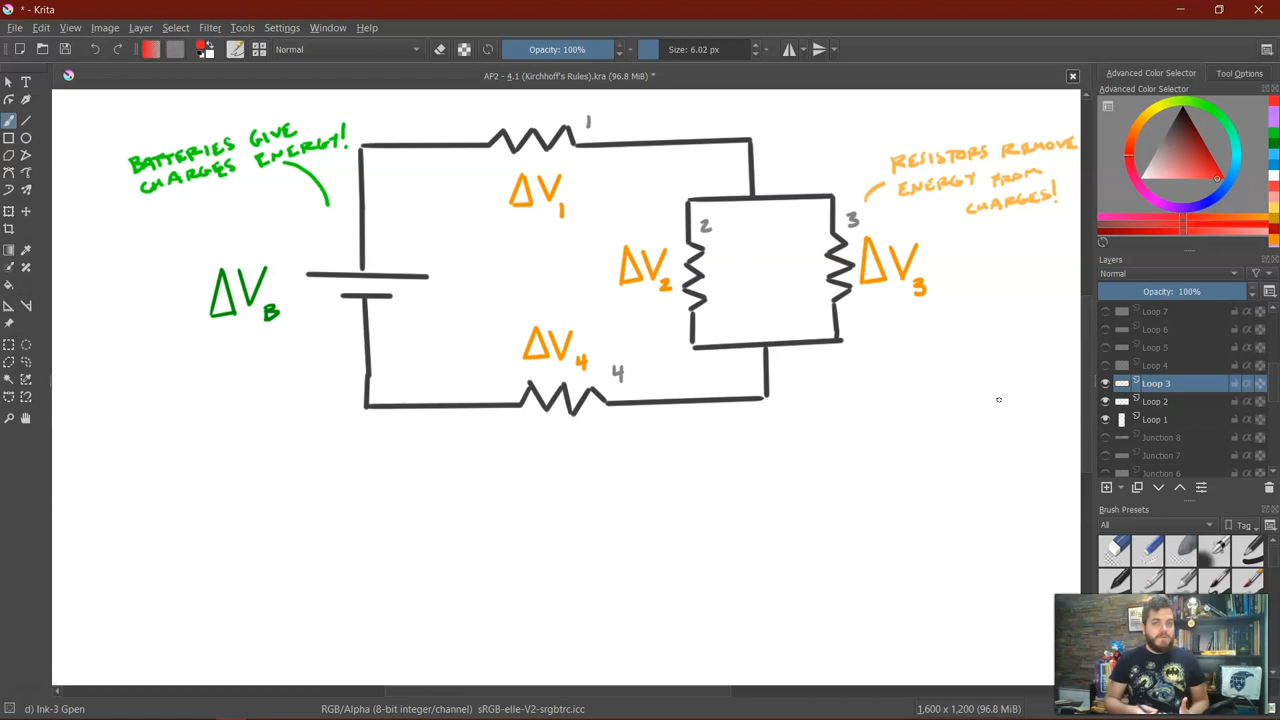 * - Krita
File Edit View Image Layer Select Filter Tools Settings Window Help
Normal
Opacity: 100%
Size: 6.02 px
AP2 - 4.1 (Kirchhoff's Rules).kra (96.8 MiB) *
Advanced Color Selector
Tool Options
Advanced Color Selector
Layers
Normal
Opacity: 100%
Loop 7
Loop 6
Loop 5
Loop 4
Loop 3
Loop 2
Loop 1
Junction 8
Junction 7
Junction 6
Brush Presets
All
Tag
BATTERIES GIVE
CHARGES ENERGY!
1
ΔV1
RESISTORS REMOVE
ENERGY FROM
CHARGES!
2
3
ΔV2
ΔV3
ΔVB
ΔV4
4
d) Ink-3 Gpen
RGB/Alpha (8-bit integer/channel) sRGB-elle-V2-srgbtrc.icc
1,600 x 1,200 (96.8 MiB)